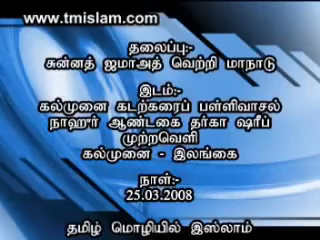 www.tmislam.com
தலைப்பு:-
சுன்னத் ஜமாஅத் வெற்றி மாநாடு
இடம்:-
கல்முனை கடற்கரைப் பள்ளிவாசல்
நாஹூர் ஆண்டகை தர்கா ஷரீப்
முற்றவெளி
கல்முனை - இலங்கை
நாள்:-
25.03.2008
தமிழ் மொழியில் இஸ்லாம்